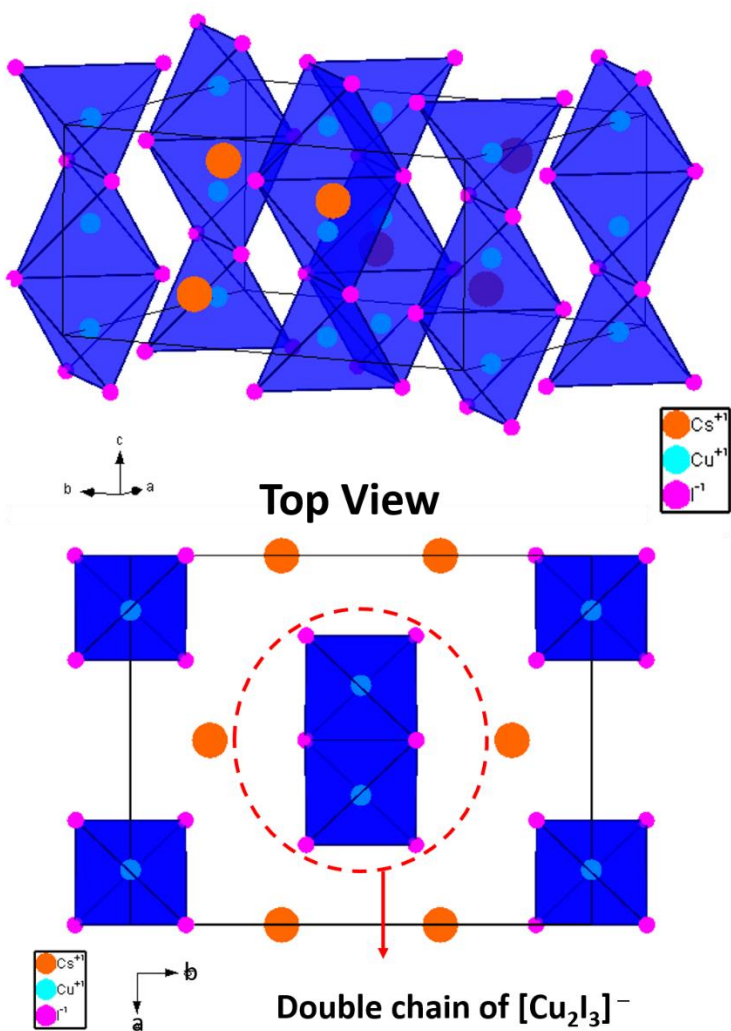 c
b
a
Cs+1
Cu+1
I-1
Top View
Cs+1
Cu+1
I-1
b
a
Double chain of [Cu₂I₃]⁻